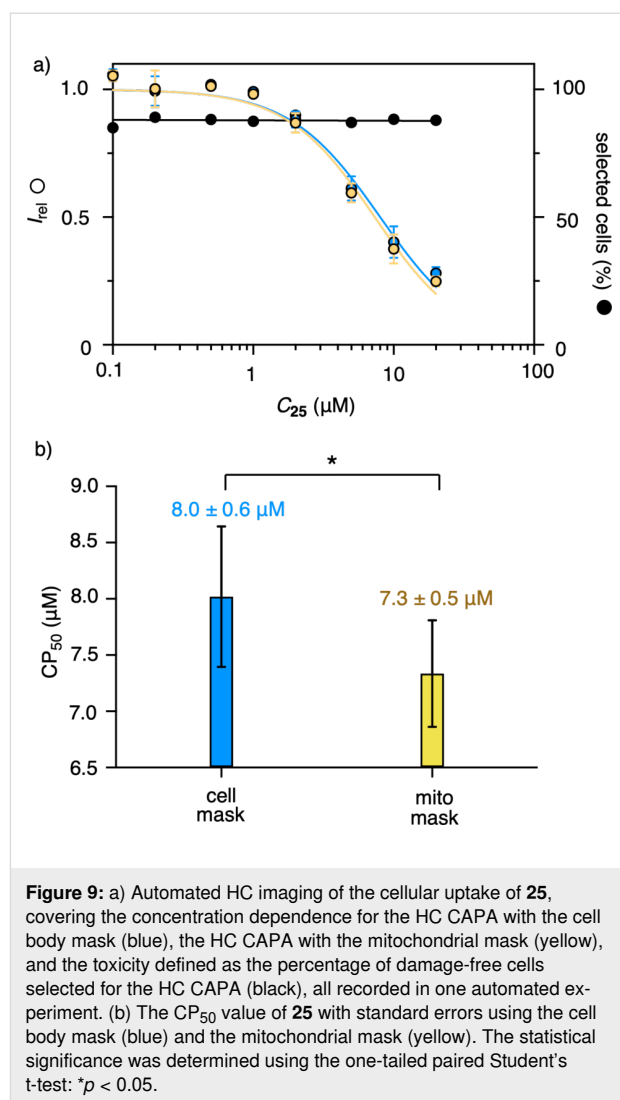 a)
1.0
0.5
0
I_rel ○
100
50
0
selected cells (%) ●
0.1 1 10 100
C₂₅ (µM)
b)
*
9.0
8.5
8.0
7.5
7.0
6.5
CP₅₀ (µM)
8.0 ± 0.6 µM
7.3 ± 0.5 µM
cell mito
mask mask
Figure 9: a) Automated HC imaging of the cellular uptake of 25,
covering the concentration dependence for the HC CAPA with the cell
body mask (blue), the HC CAPA with the mitochondrial mask (yellow),
and the toxicity defined as the percentage of damage-free cells
selected for the HC CAPA (black), all recorded in one automated ex-
periment. (b) The CP₅₀ value of 25 with standard errors using the cell
body mask (blue) and the mitochondrial mask (yellow). The statistical
significance was determined using the one-tailed paired Student’s
t-test: *p < 0.05.